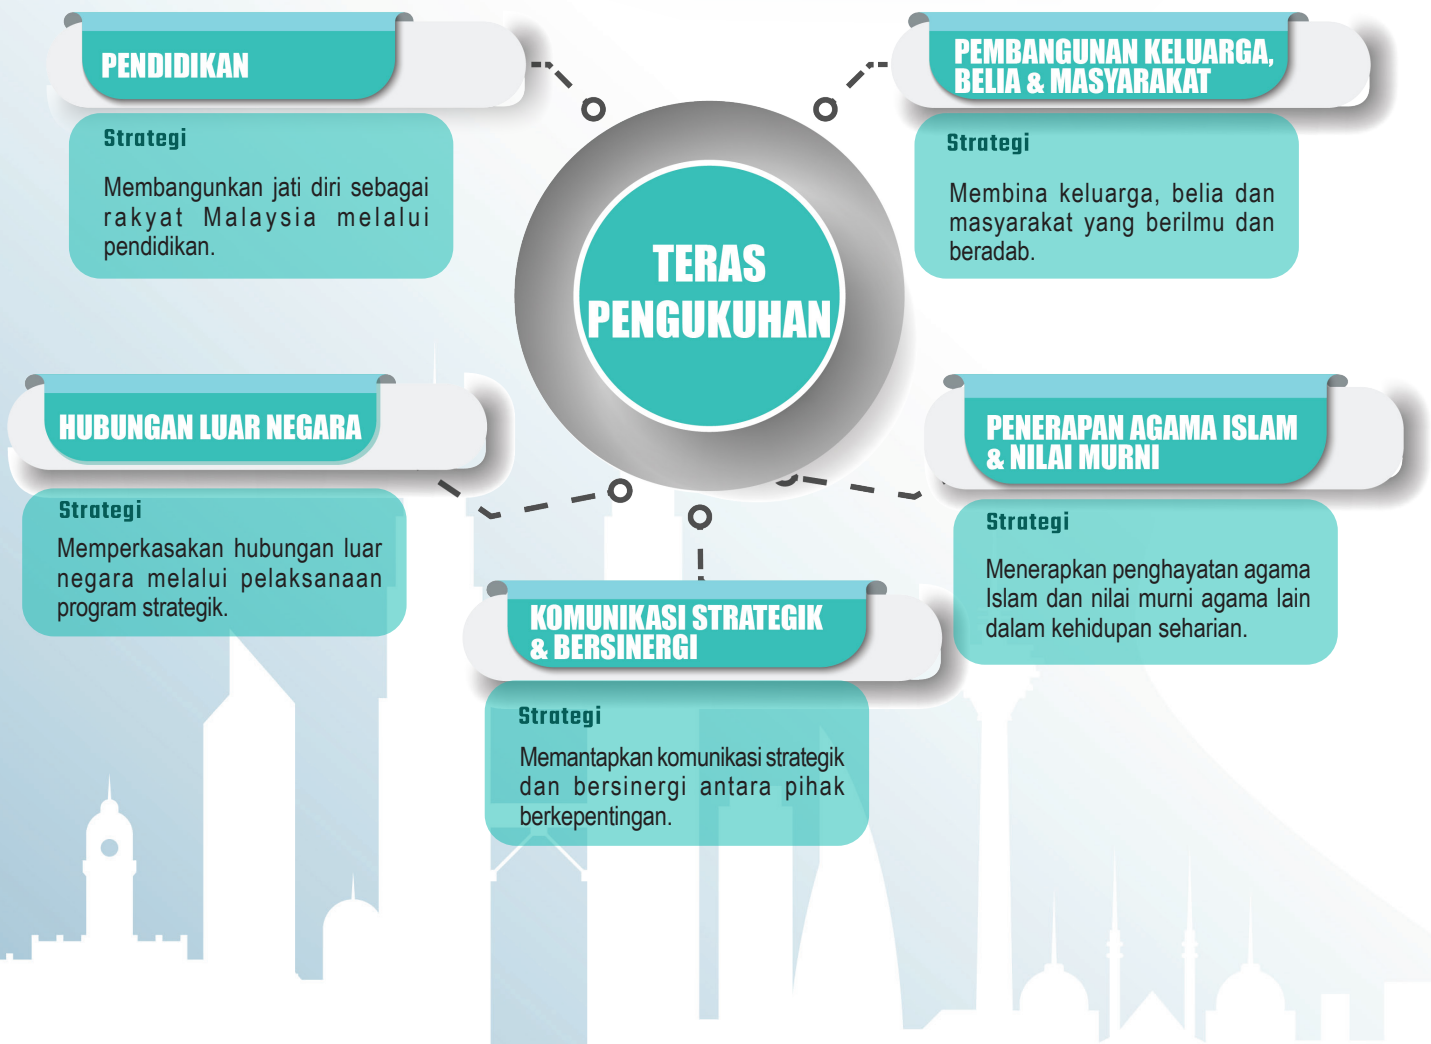 PENDIDIKAN
Strategi
Membangunkan jati diri sebagai
rakyat Malaysia melalui
pendidikan.
PEMBANGUNAN KELUARGA,
BELIA & MASYARAKAT
Strategi
Membina keluarga, belia dan
masyarakat yang berilmu dan
beradab.
TERAS
PENGUKUHAN
HUBUNGAN LUAR NEGARA
Strategi
Memperkasakan hubungan luar
negara melalui pelaksanaan
program strategik.
PENERAPAN AGAMA ISLAM
& NILAI MURNI
Strategi
Menerapkan penghayatan agama
Islam dan nilai murni agama lain
dalam kehidupan seharian.
KOMUNIKASI STRATEGIK
& BERSINERGI
Strategi
Memantapkan komunikasi strategik
dan bersinergi antara pihak
berkepentingan.